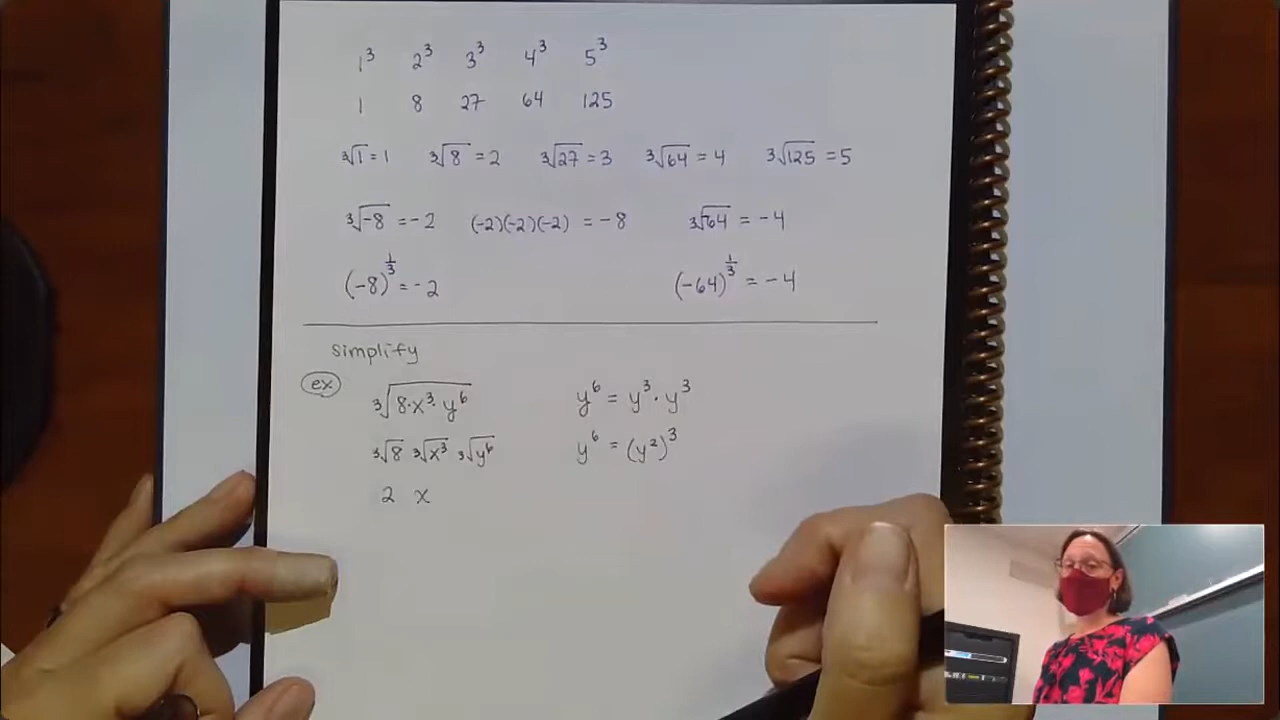 1³ 2³ 3³ 4³ 5³
1 8 27 64 125
∛1 = 1 ∛8 = 2 ∛27 = 3 ∛64 = 4 ∛125 = 5
∛-8 = -2 (-2)(-2)(-2) = -8 ∛-64 = -4
(-8)^(1/3) = -2 (-64)^(1/3) = -4
simplify
ex ∛(8·x³·y⁶) y⁶ = y³·y³
∛8 ∛x³ ∛y⁶ y⁶ = (y²)³
2 x